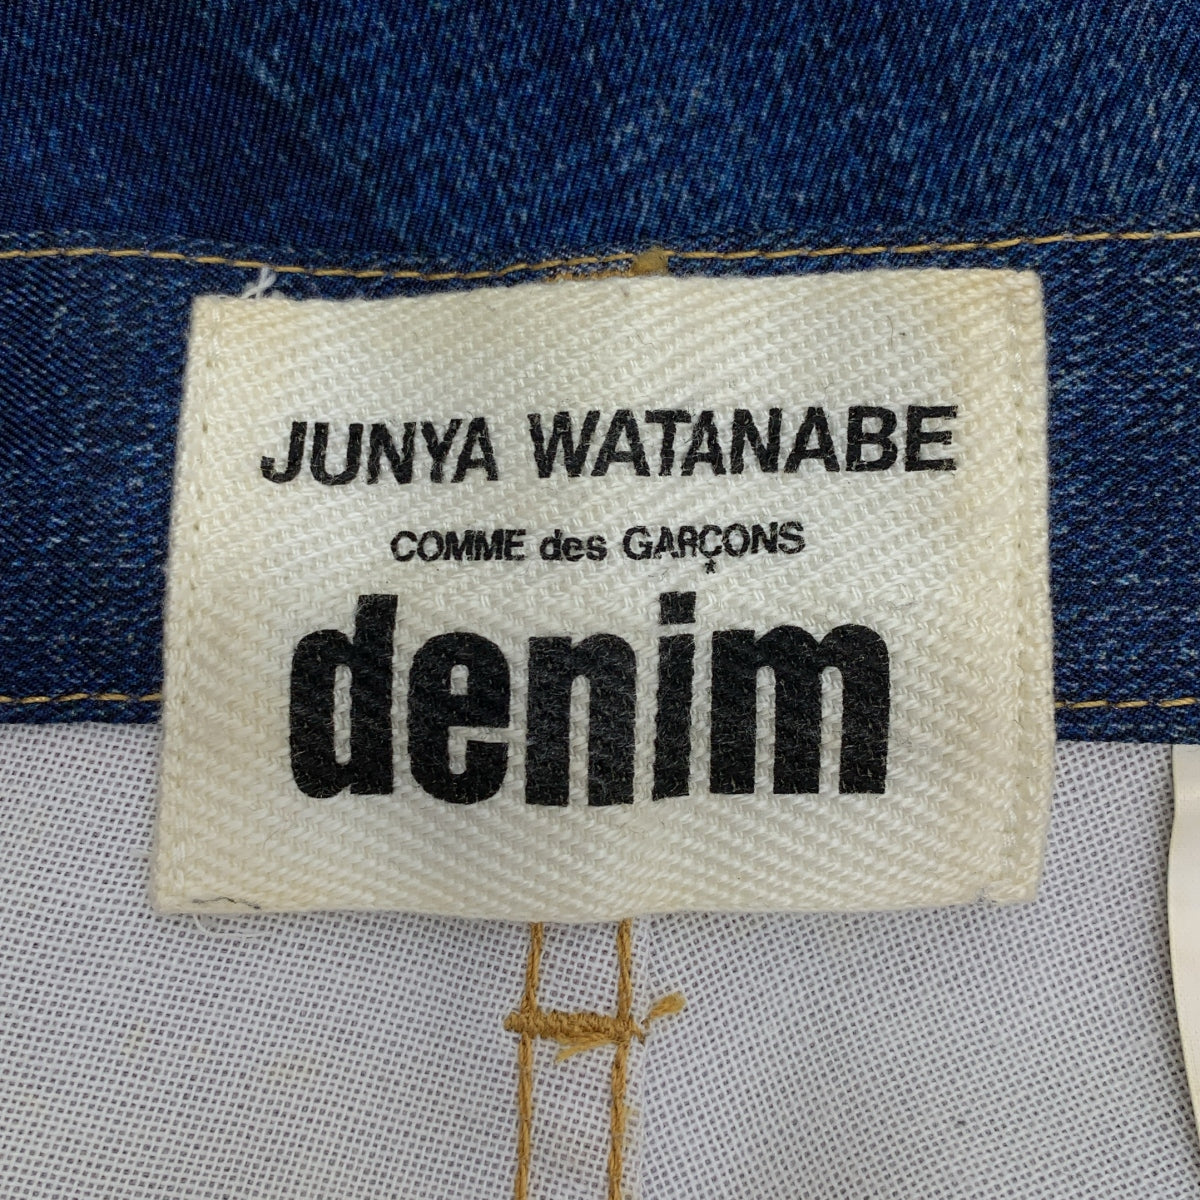 JUNYA WATANABE
COMME des GARÇONS
denim